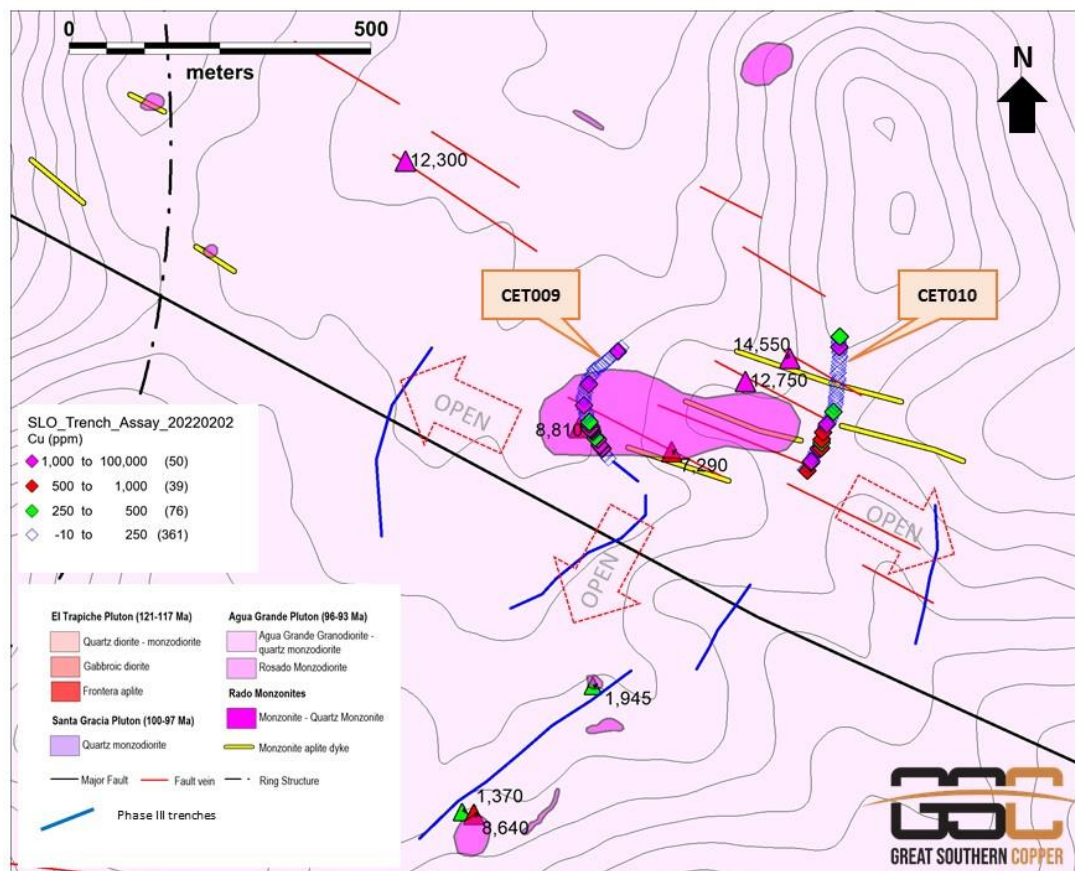 0 500
meters
N
12,300
CET009
CET010
14,550
12,750
OPEN
8,810
7,290
OPEN
OPEN
SLO_Trench_Assay_20220202
Cu (ppm)
1,000 to 100,000 (50)
500 to 1,000 (39)
250 to 500 (76)
-10 to 250 (361)
El Trapiche Pluton (121-117 Ma)
Quartz diorite - monzodiorite
Gabbroic diorite
Frontera aplite
Santa Gracia Pluton (100-97 Ma)
Quartz monzodiorite
Agua Grande Pluton (96-93 Ma)
Agua Grande Granodiorite -
quartz monzodiorite
Rosado Monzodiorite
Rado Monzonites
Monzonite - Quartz Monzonite
Monzonite aplite dyke
Major Fault Fault vein Ring Structure
Phase III trenches
1,945
1,370
8,640
GSC
GREAT SOUTHERN COPPER